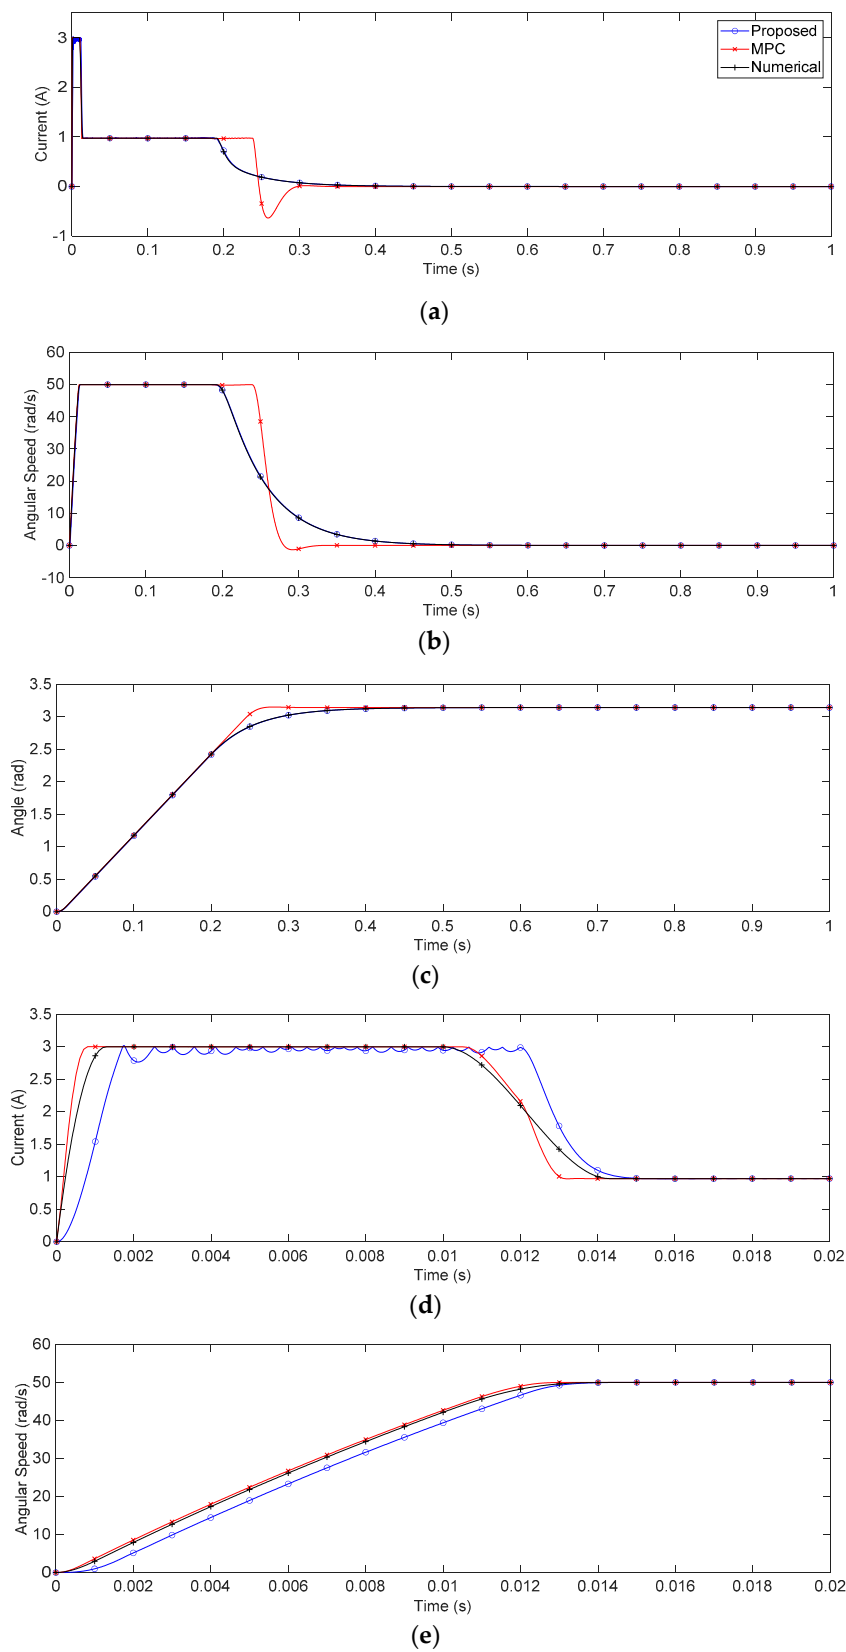 3
2
1
0
-1
Current (A)
Proposed
MPC
Numerical
0 0.1 0.2 0.3 0.4 0.5 0.6 0.7 0.8 0.9 1
Time (s)
(a)
60
50
40
30
20
10
0
-10
Angular Speed (rad/s)
0 0.1 0.2 0.3 0.4 0.5 0.6 0.7 0.8 0.9 1
Time (s)
(b)
3.5
3
2.5
2
1.5
1
0.5
0
Angle (rad)
0 0.1 0.2 0.3 0.4 0.5 0.6 0.7 0.8 0.9 1
Time (s)
(c)
3.5
3
2.5
2
1.5
1
0.5
0
Current (A)
0 0.002 0.004 0.006 0.008 0.01 0.012 0.014 0.016 0.018 0.02
Time (s)
(d)
60
50
40
30
20
10
0
Angular Speed (rad/s)
0 0.002 0.004 0.006 0.008 0.01 0.012 0.014 0.016 0.018 0.02
Time (s)
(e)